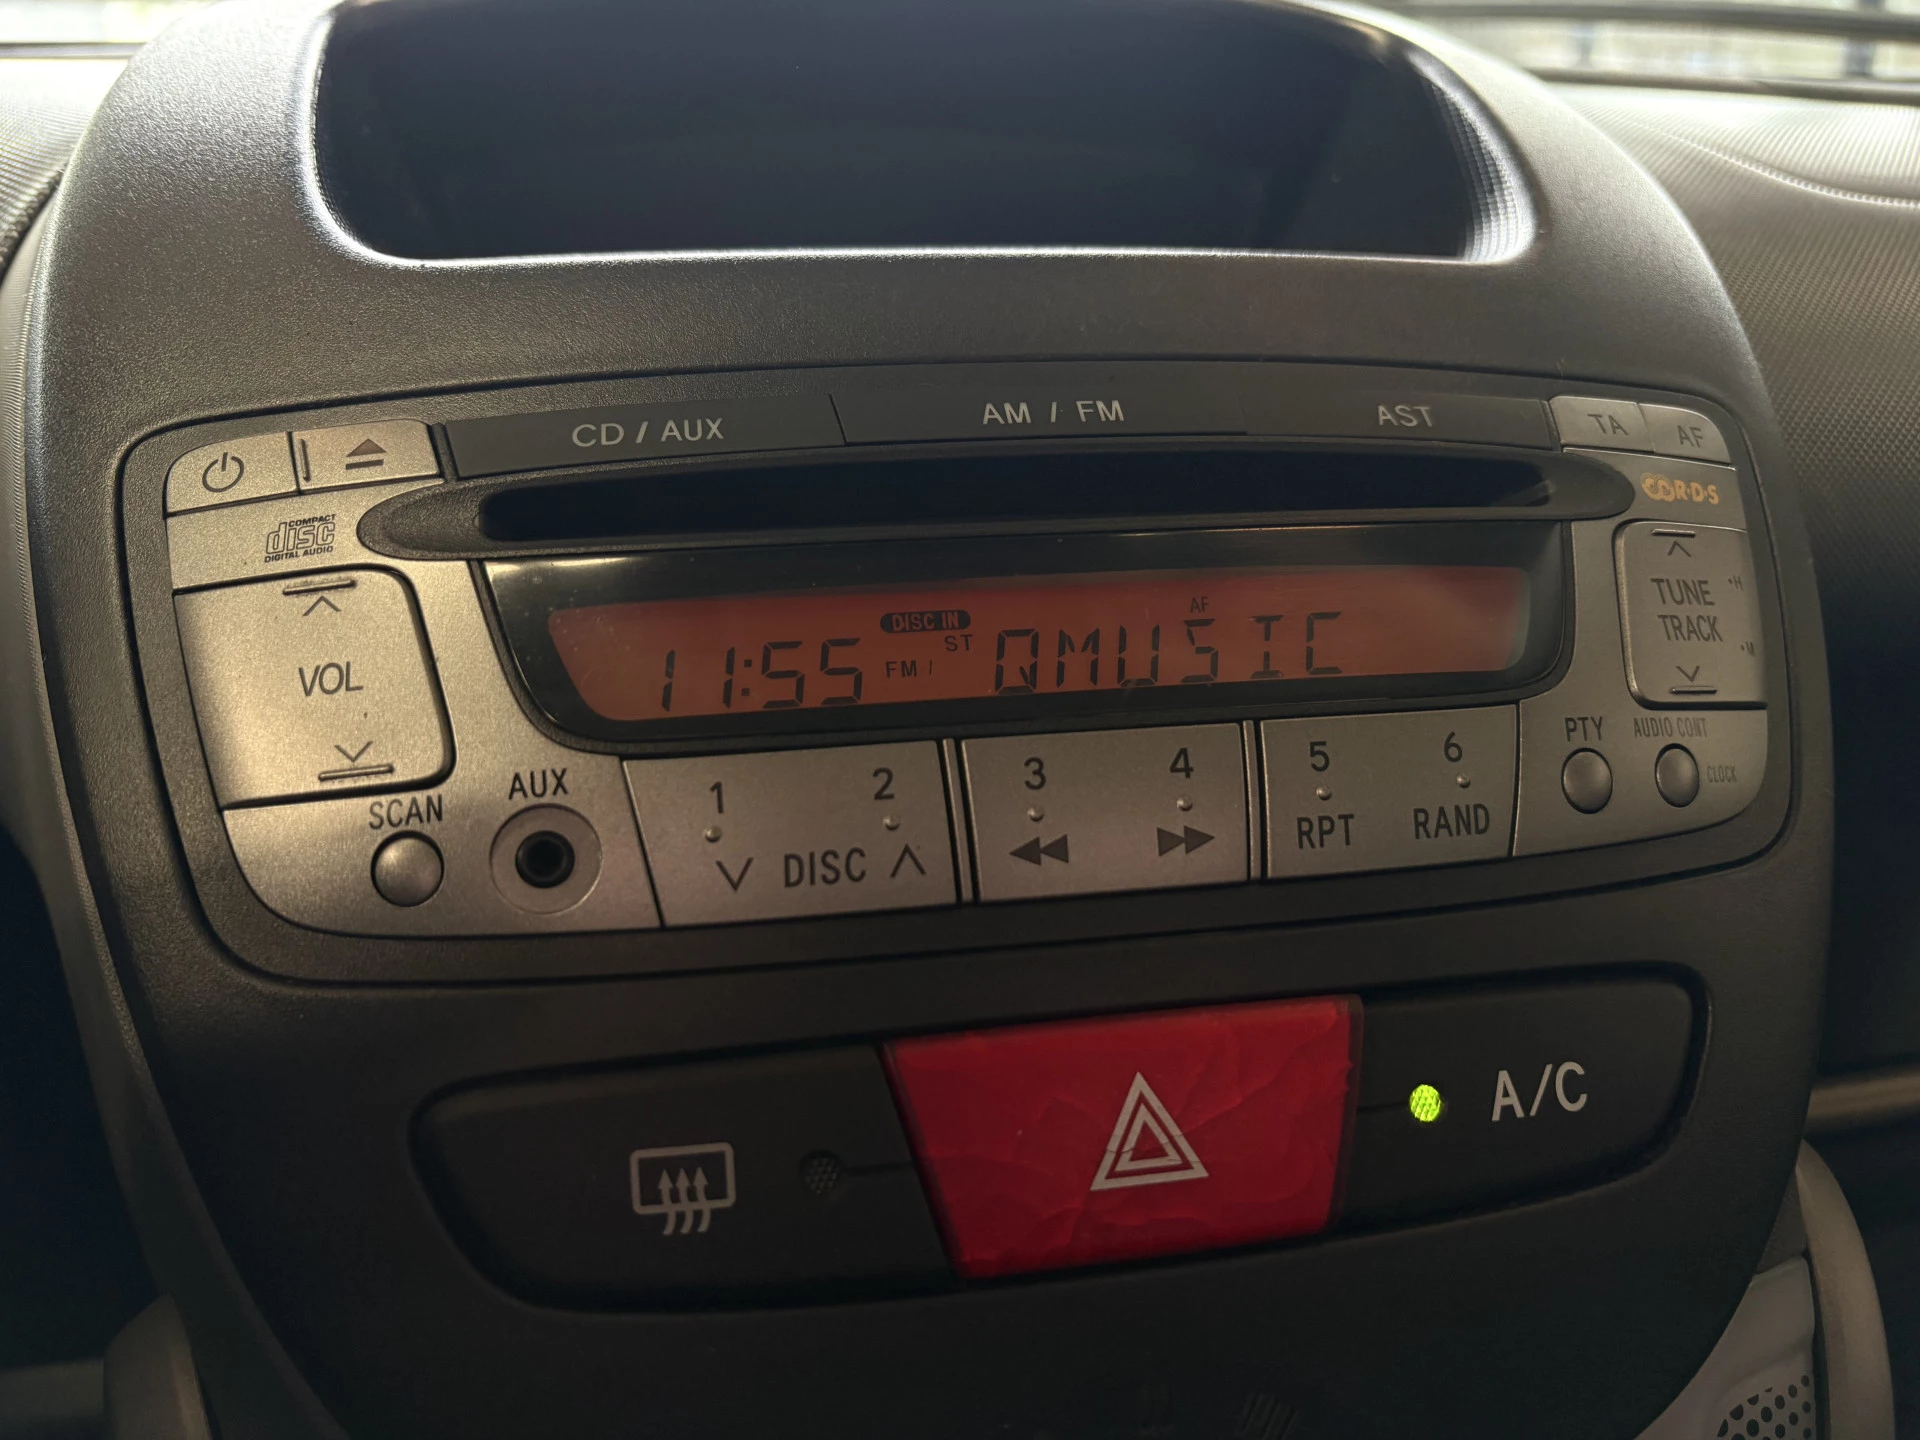 CD / AUX
AM / FM
AST
TA
AF
COMPACT
disc
DIGITAL AUDIO
R·D·S
VOL
DISC IN
AF
11:55 FM 1 ST QMUSIC
TUNE
TRACK
•H
•M
SCAN
AUX
1
2
3
4
5
6
DISC
RPT
RAND
PTY
AUDIO CONT
CLOCK
A/C